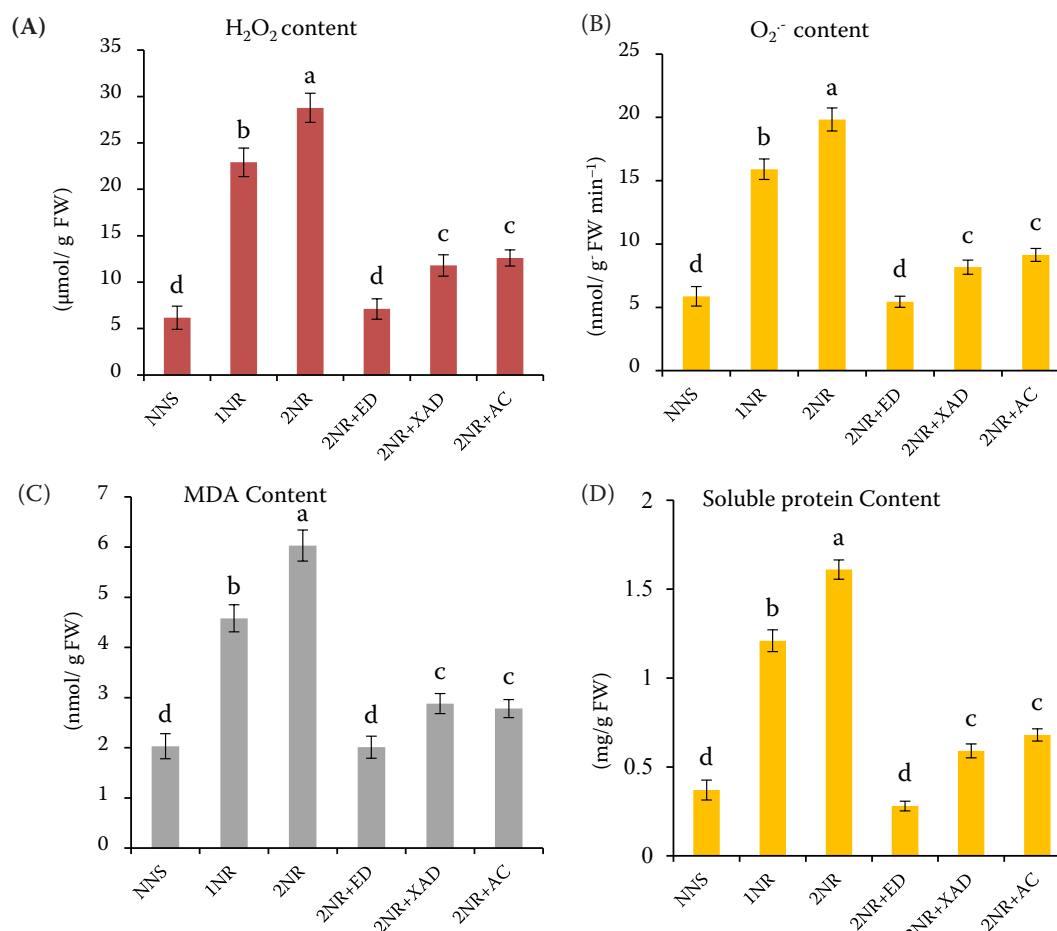 (A)
H₂O₂ content
35
30
25
20
15
10
5
0
(µmol/ g FW)
d
b
a
d
c
c
NNS
1NR
2NR
2NR+ED
2NR+XAD
2NR+AC
(B)
O₂·⁻ content
25
20
15
10
5
0
(nmol/ g⁻ FW min⁻¹)
d
b
a
d
c
c
NNS
1NR
2NR
2NR+ED
2NR+XAD
2NR+AC
(C)
MDA Content
7
6
5
4
3
2
1
0
(nmol/ g FW)
d
b
a
d
c
c
NNS
1NR
2NR
2NR+ED
2NR+XAD
2NR+AC
(D)
Soluble protein Content
2
1.5
1
0.5
0
(mg/g FW)
d
b
a
d
c
c
NNS
1NR
2NR
2NR+ED
2NR+XAD
2NR+AC